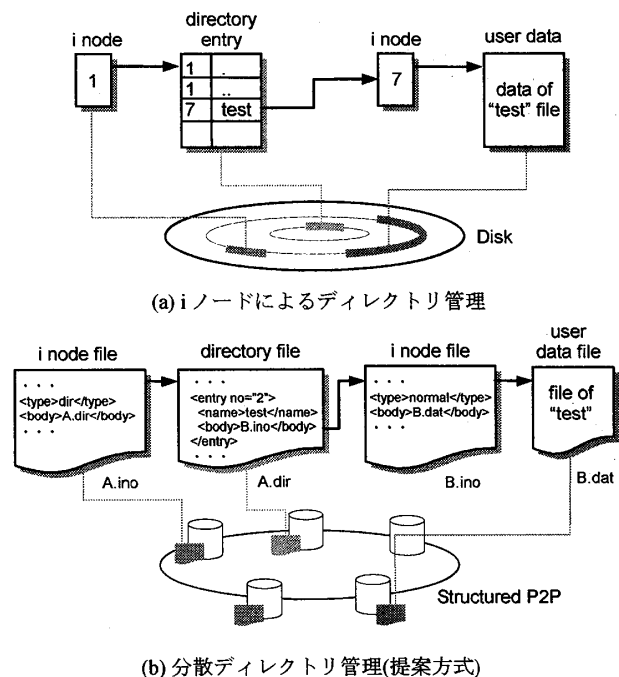 i node
directory
entry
i node
user data
1
1 .
1 ..
7 test
7
data of
"test" file
Disk
(a) i ノードによるディレクトリ管理
i node file
directory file
i node file
user
data file
. . .
<type>dir</type>
<body>A.dir</body>
. . .
. . .
<entry no="2">
<name>test</name>
<body>B.ino</body>
</entry>
. . .
. . .
<type>normal</type>
<body>B.dat</body>
. . .
file of
"test"
A.ino
A.dir
B.ino
B.dat
Structured P2P
(b) 分散ディレクトリ管理(提案方式)